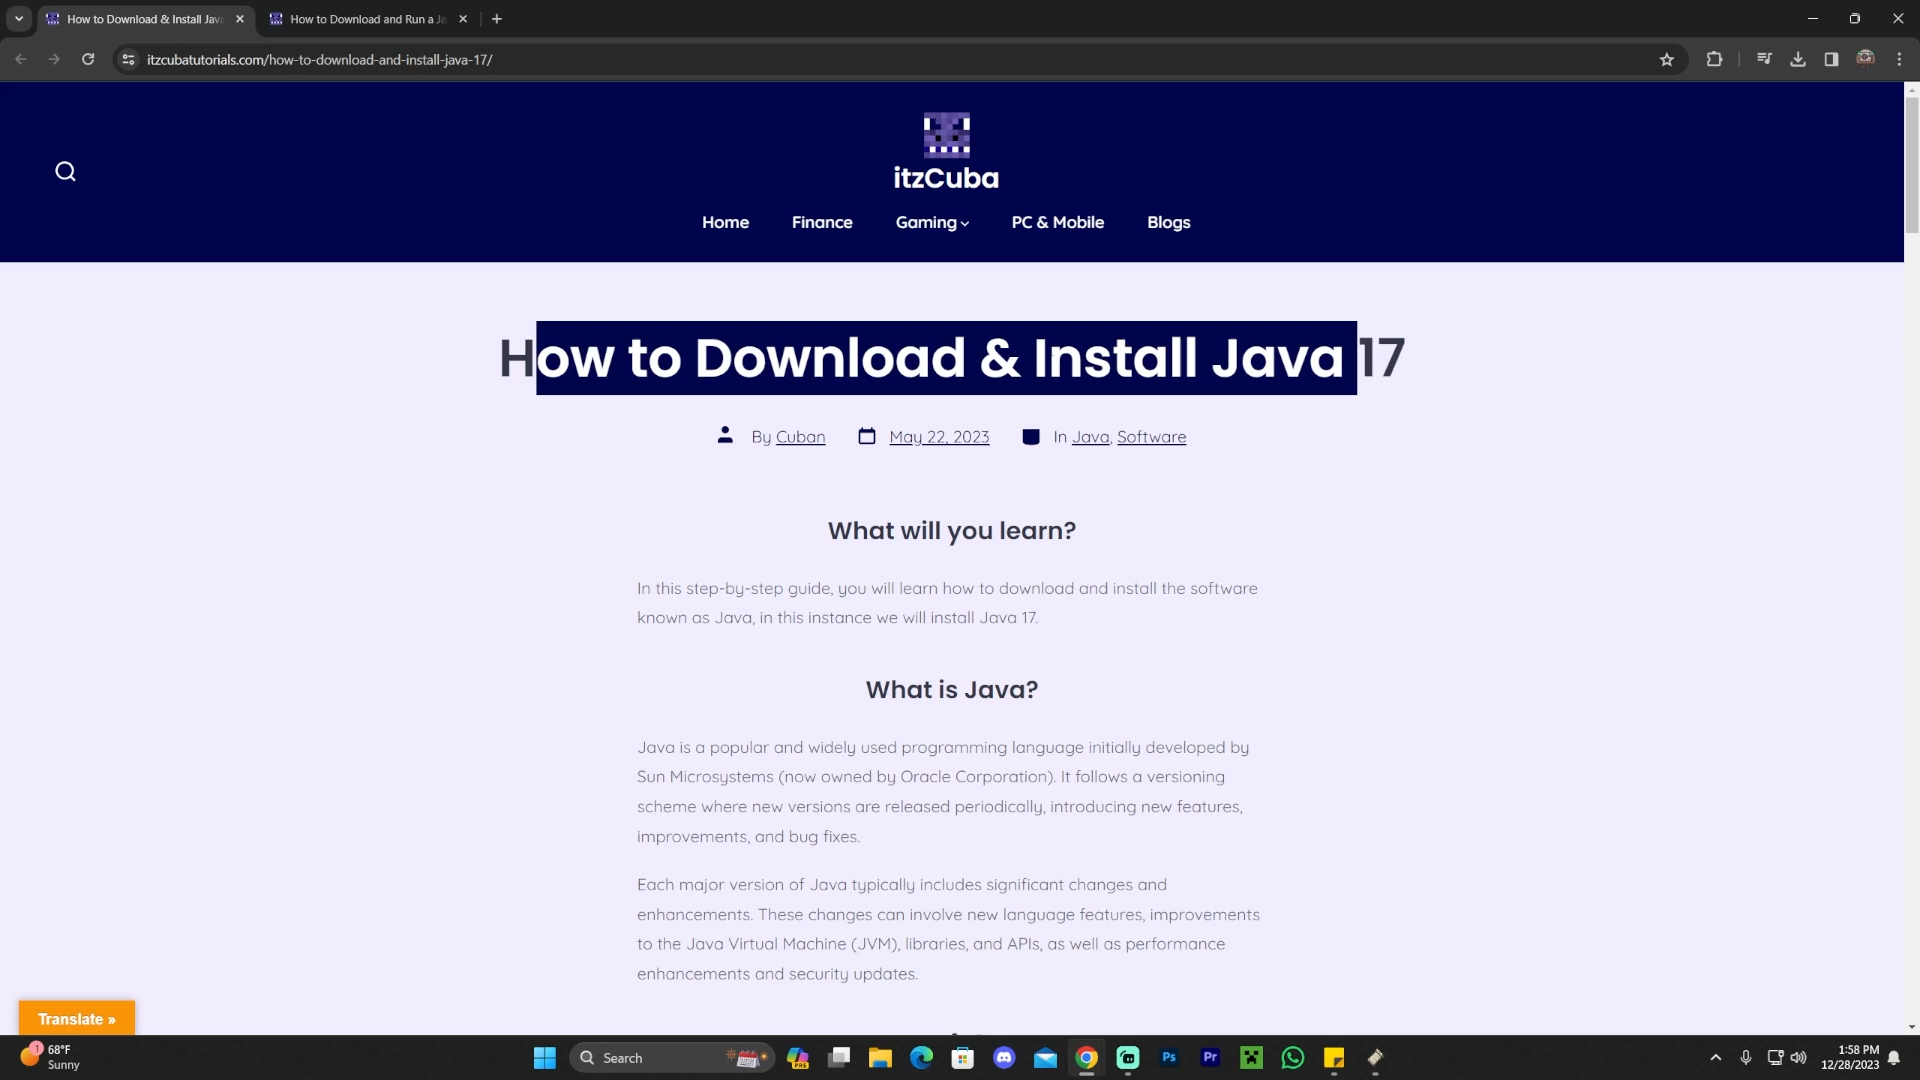 How to Download & Install Java
How to Download and Run a Ja
itzcubatutorials.com/how-to-download-and-install-java-17/
itzCuba
Home Finance Gaming PC & Mobile Blogs
How to Download & Install Java 17
By Cuban May 22, 2023 In Java, Software
What will you learn?
In this step-by-step guide, you will learn how to download and install the software
known as Java, in this instance we will install Java 17.
What is Java?
Java is a popular and widely used programming language initially developed by
Sun Microsystems (now owned by Oracle Corporation). It follows a versioning
scheme where new versions are released periodically, introducing new features,
improvements, and bug fixes.
Each major version of Java typically includes significant changes and
enhancements. These changes can involve new language features, improvements
to the Java Virtual Machine (JVM), libraries, and APIs, as well as performance
enhancements and security updates.
Translate »
1
68°F
Sunny
Search
PRE
Ps
Pr
1:58 PM
12/28/2023